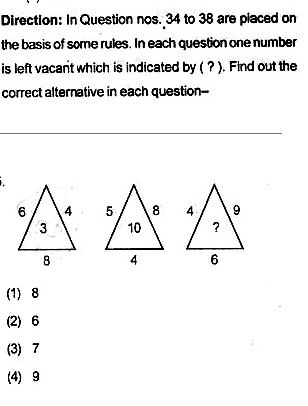 Direction: In Question nos. 34 to 38 are placed on
the basis of some rules. In each question one number
is left vacant which is indicated by ( ? ). Find out the
correct alternative in each question–
6 4 5 8 4 9
3 10 ?
8 4 6
(1) 8
(2) 6
(3) 7
(4) 9